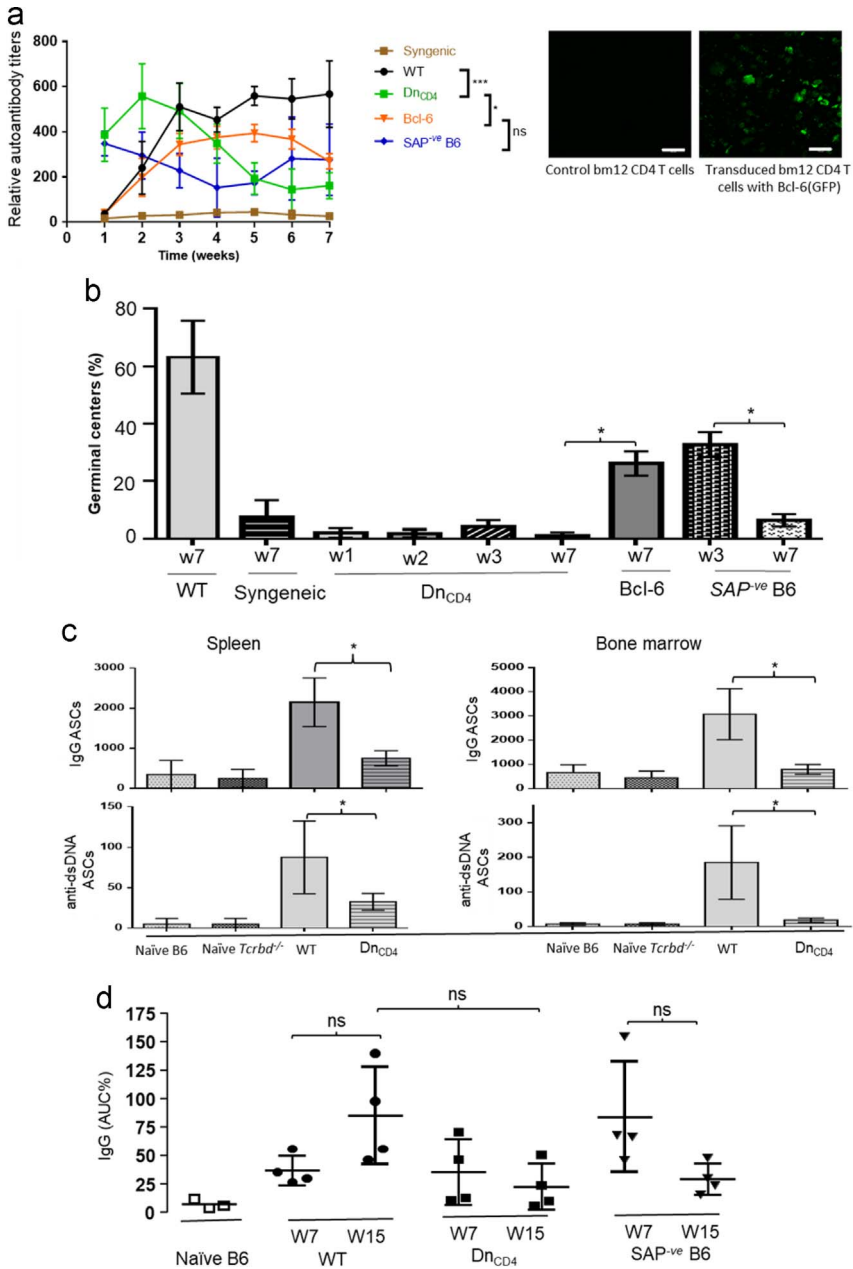 a
Relative autoantibody titers
800
600
400
200
0
0 1 2 3 4 5 6 7
Time (weeks)
Syngenic
WT
Dn_CD4
Bcl-6
SAP^-ve B6
***
*
ns
Control bm12 CD4 T cells
Transduced bm12 CD4 T
cells with Bcl-6(GFP)
b
Germinal centers (%)
80
60
40
20
0
* *
w7 w7 w1 w2 w3 w7 w7 w3 w7
WT Syngeneic Dn_CD4 Bcl-6 SAP^-ve B6
c
Spleen
IgG ASCs
3000
2000
1000
0
*
anti-dsDNA
ASCs
150
100
50
0
*
Naïve B6 Naïve Tcrbd^-/- WT Dn_CD4
Bone marrow
IgG ASCs
5000
4000
3000
2000
1000
0
*
anti-dsDNA
ASCs
300
200
100
0
*
Naïve B6 Naïve Tcrbd^-/- WT Dn_CD4
d
IgG (AUC%)
175
150
125
100
75
50
25
0
ns ns ns
W7 W15 W7 W15 W7 W15
Naïve B6 WT Dn_CD4 SAP^-ve B6